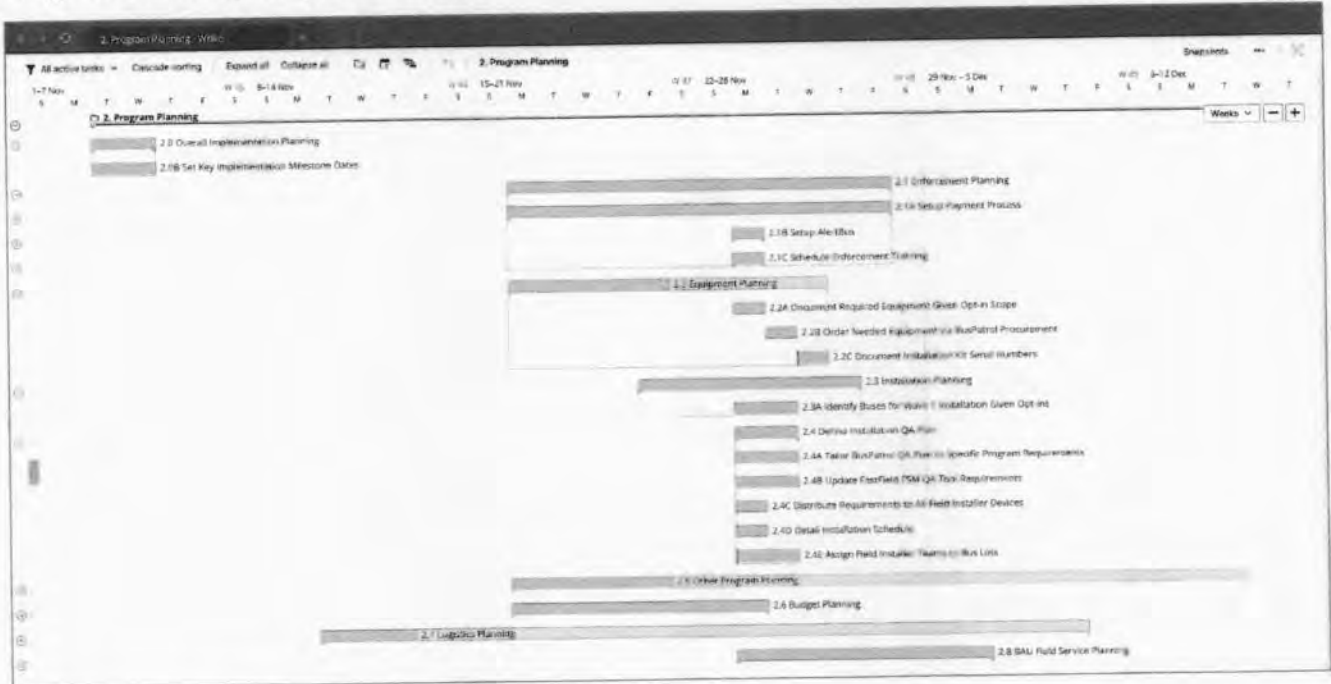 2. Program Planning - Wrike
All active tasks Cascade sorting Expand all Collapse all 2. Program Planning Snapshots
1-7 Nov 8-14 Nov 15-21 Nov 22-28 Nov 29 Nov - 5 Dec
S M T W T F S S M T W T F S S M T W T F S S M T W T F S S M T W T F S S M T W T
2. Program Planning Weeks
2.0 Overall Implementation Planning
2.0B Set Key Implementation Milestone Dates
2.1 Enforcement Planning
2.1A Setup Payment Process
2.1B Setup AlertBus
2.1C Schedule Enforcement Training
2.2 Equipment Planning
2.2A Document Required Equipment Given Opt-in Scope
2.2B Order Needed Equipment via BusPatrol Procurement
2.2C Document Installation Kit Serial Numbers
2.3 Installation Planning
2.3A Identify Buses for Wave 1 Installation Given Opt-ins
2.4 Define Installation QA Plan
2.4A Tailor BusPatrol QA Plan to Specific Program Requirements
2.4B Update FastField FSM QA Tool Requirements
2.4C Distribute Requirements to All Field Installer Devices
2.4D Detail Installation Schedule
2.4E Assign Field Installer Teams to Bus Lots
2.5 Other Program Planning
2.6 Budget Planning
2.7 Logistics Planning
2.8 BAU Field Service Planning